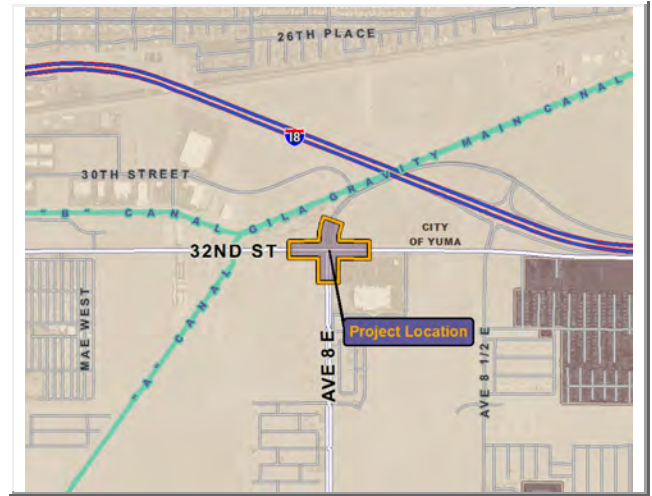 26TH PLACE
18
30TH STREET
GILA GRAVITY MAIN CANAL
"B" CANAL
CITY
OF YUMA
32ND ST
Project Location
MAE WEST
"A" CANAL
AVE 8 E
AVE 8 1/2 E